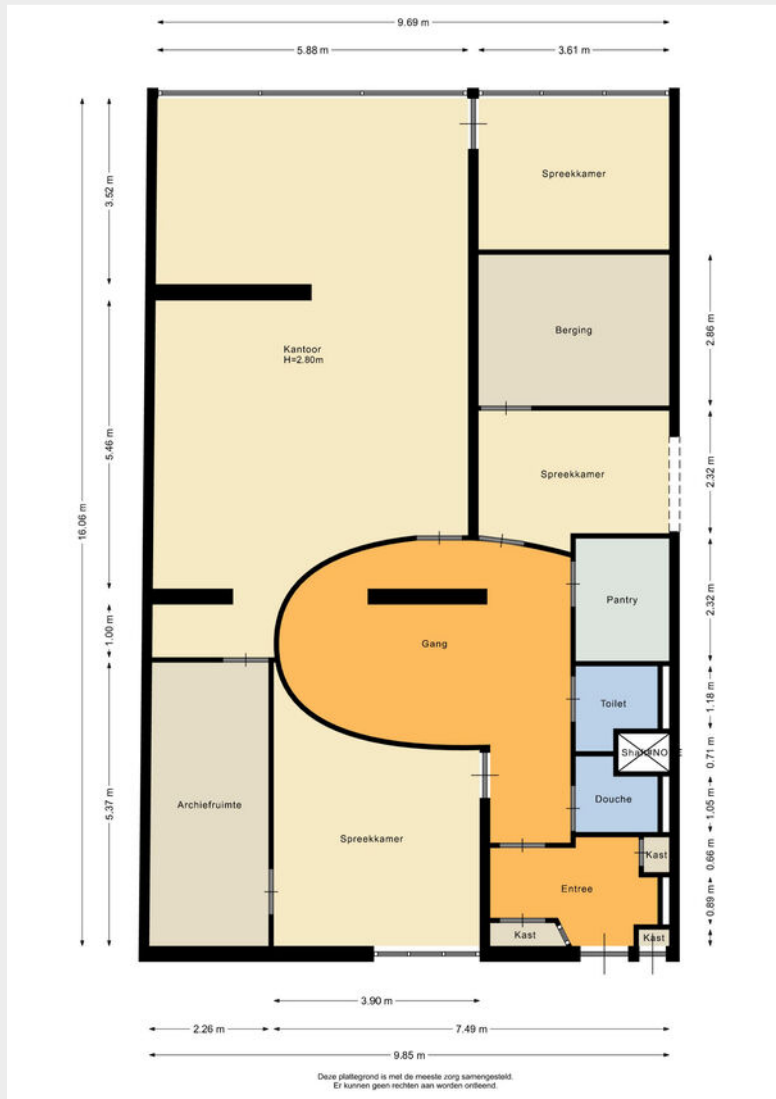 9.69 m
5.88 m
3.61 m
3.52 m
Spreekkamer
16.06 m
Berging
2.86 m
Kantoor
H=2.80m
5.46 m
Spreekkamer
2.32 m
Pantry
2.32 m
1.00 m
Gang
Toilet
1.18 m
0.71 m
5.37 m
Archiefruimte
Douche
1.05 m
Spreekkamer
0.66 m
Kast
Entree
0.89 m
Kast
Kast
3.90 m
2.26 m
7.49 m
9.85 m
Deze plattegrond is met de meeste zorg samengesteld.
Er kunnen geen rechten aan worden ontleend.